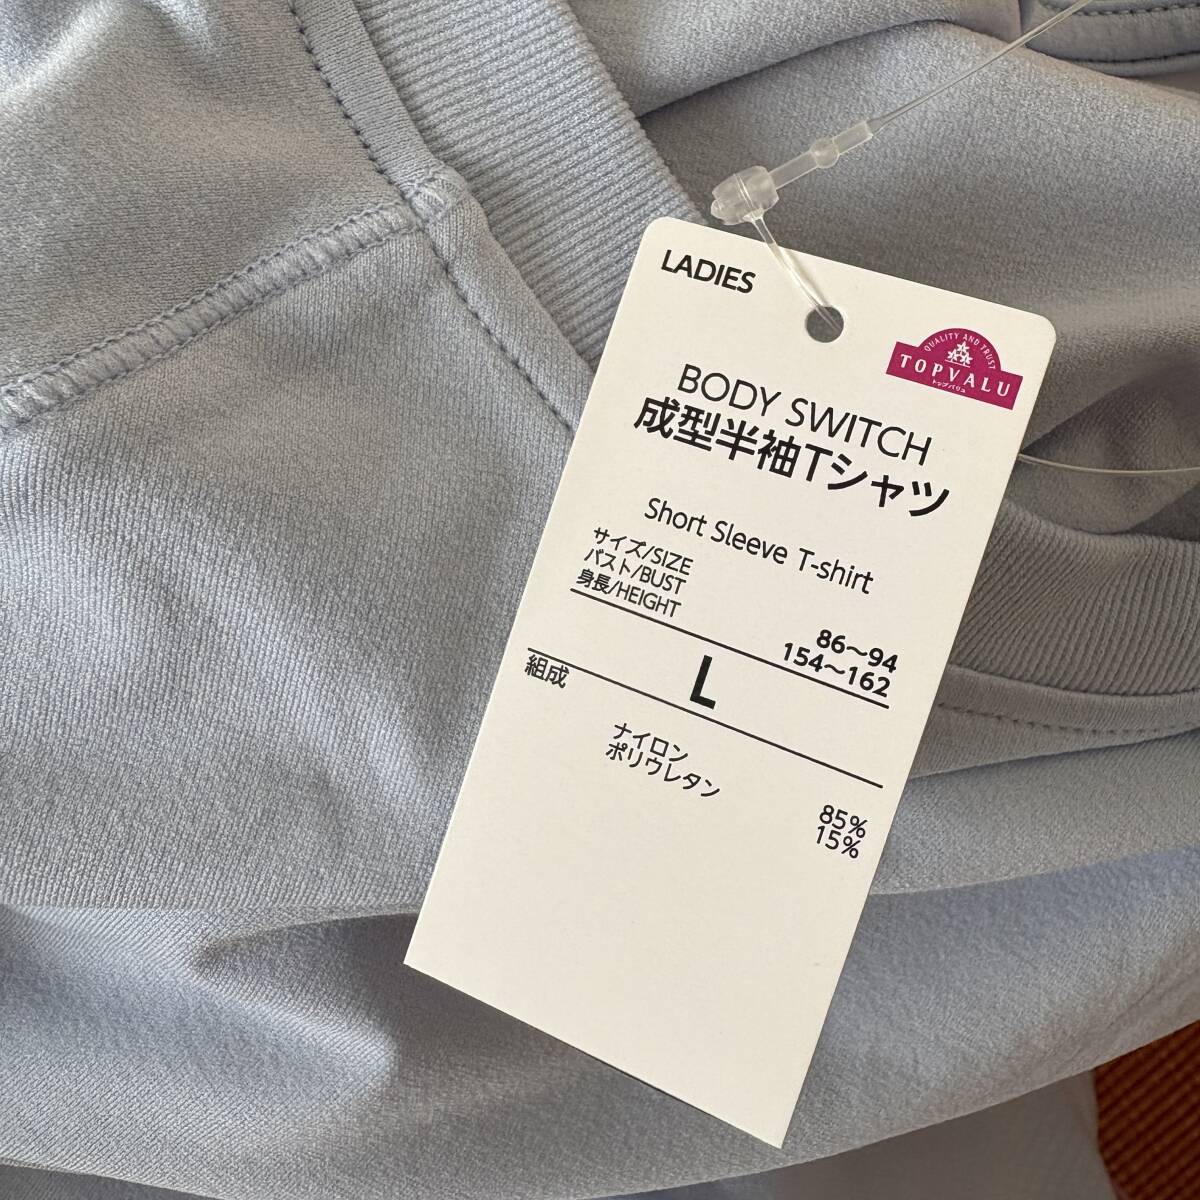 LADIES
QUALITY AND TRUST
TOPVALU
トップバリュ
BODY SWITCH
成型半袖Tシャツ
Short Sleeve T-shirt
サイズ/SIZE
バスト/BUST 86～94
身長/HEIGHT 154～162
L
組成
ナイロン 85%
ポリウレタン 15%